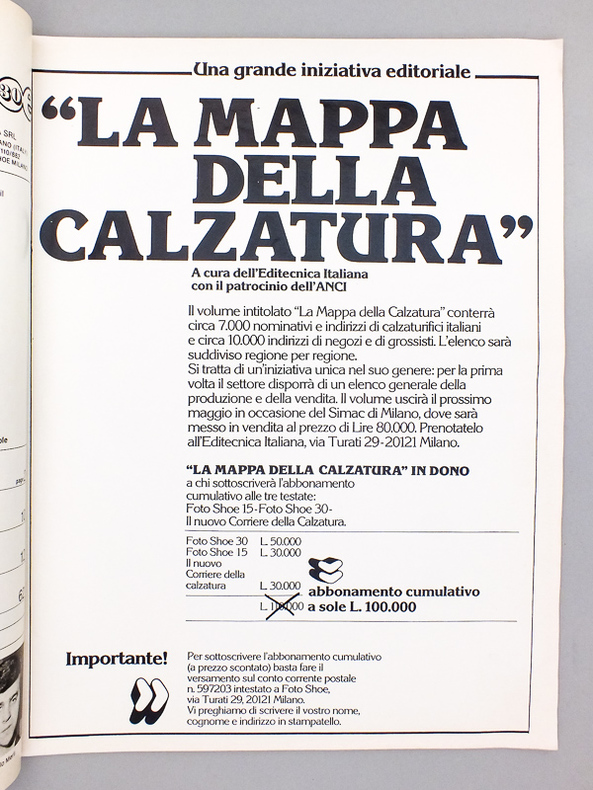 Una grande iniziativa editoriale
“LA MAPPA
DELLA
CALZATURA”
A cura dell'Editecnica Italiana
con il patrocinio dell'ANCI
Il volume intitolato “La Mappa della Calzatura” conterrà
circa 7.000 nominativi e indirizzi di calzaturifici italiani
e circa 10.000 indirizzi di negozi e di grossisti. L'elenco sarà
suddiviso regione per regione.
Si tratta di un'iniziativa unica nel suo genere: per la prima
volta il settore disporrà di un elenco generale della
produzione e della vendita. Il volume uscirà il prossimo
maggio in occasione del Simac di Milano, dove sarà
messo in vendita al prezzo di Lire 80.000. Prenotatelo
all'Editecnica Italiana, via Turati 29-20121 Milano.
“LA MAPPA DELLA CALZATURA” IN DONO
a chi sottoscriverà l'abbonamento
cumulativo alle tre testate:
Foto Shoe 15-Foto Shoe 30-
Il nuovo Corriere della Calzatura.
Foto Shoe 30 L. 50.000
Foto Shoe 15 L. 30.000
Il nuovo
Corriere della
calzatura L. 30.000
abbonamento cumulativo
L. 110.000 a sole L. 100.000
Importante!
Per sottoscrivere l'abbonamento cumulativo
(a prezzo scontato) basta fare il
versamento sul conto corrente postale
n. 597203 intestato a Foto Shoe,
via Turati 29, 20121 Milano.
Vi preghiamo di scrivere il vostro nome,
cognome e indirizzo in stampatello.